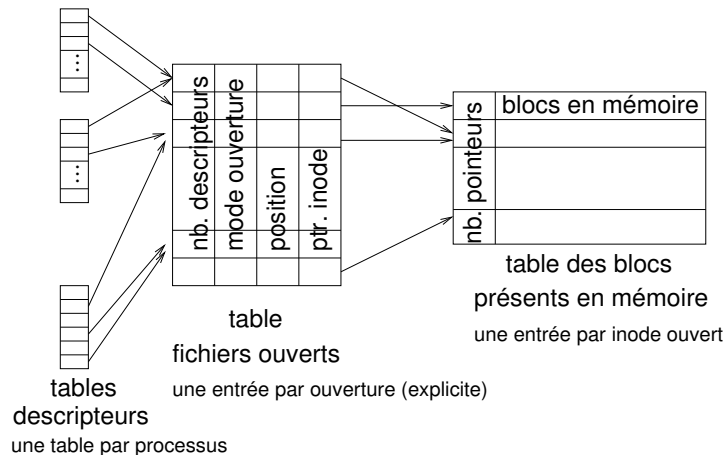 ...
...
nb. descripteurs
mode ouverture
position
ptr. inode
nb. pointeurs
blocs en mémoire
tables
descripteurs
une table par processus
table
fichiers ouverts
une entrée par ouverture (explicite)
table des blocs
présents en mémoire
une entrée par inode ouvert